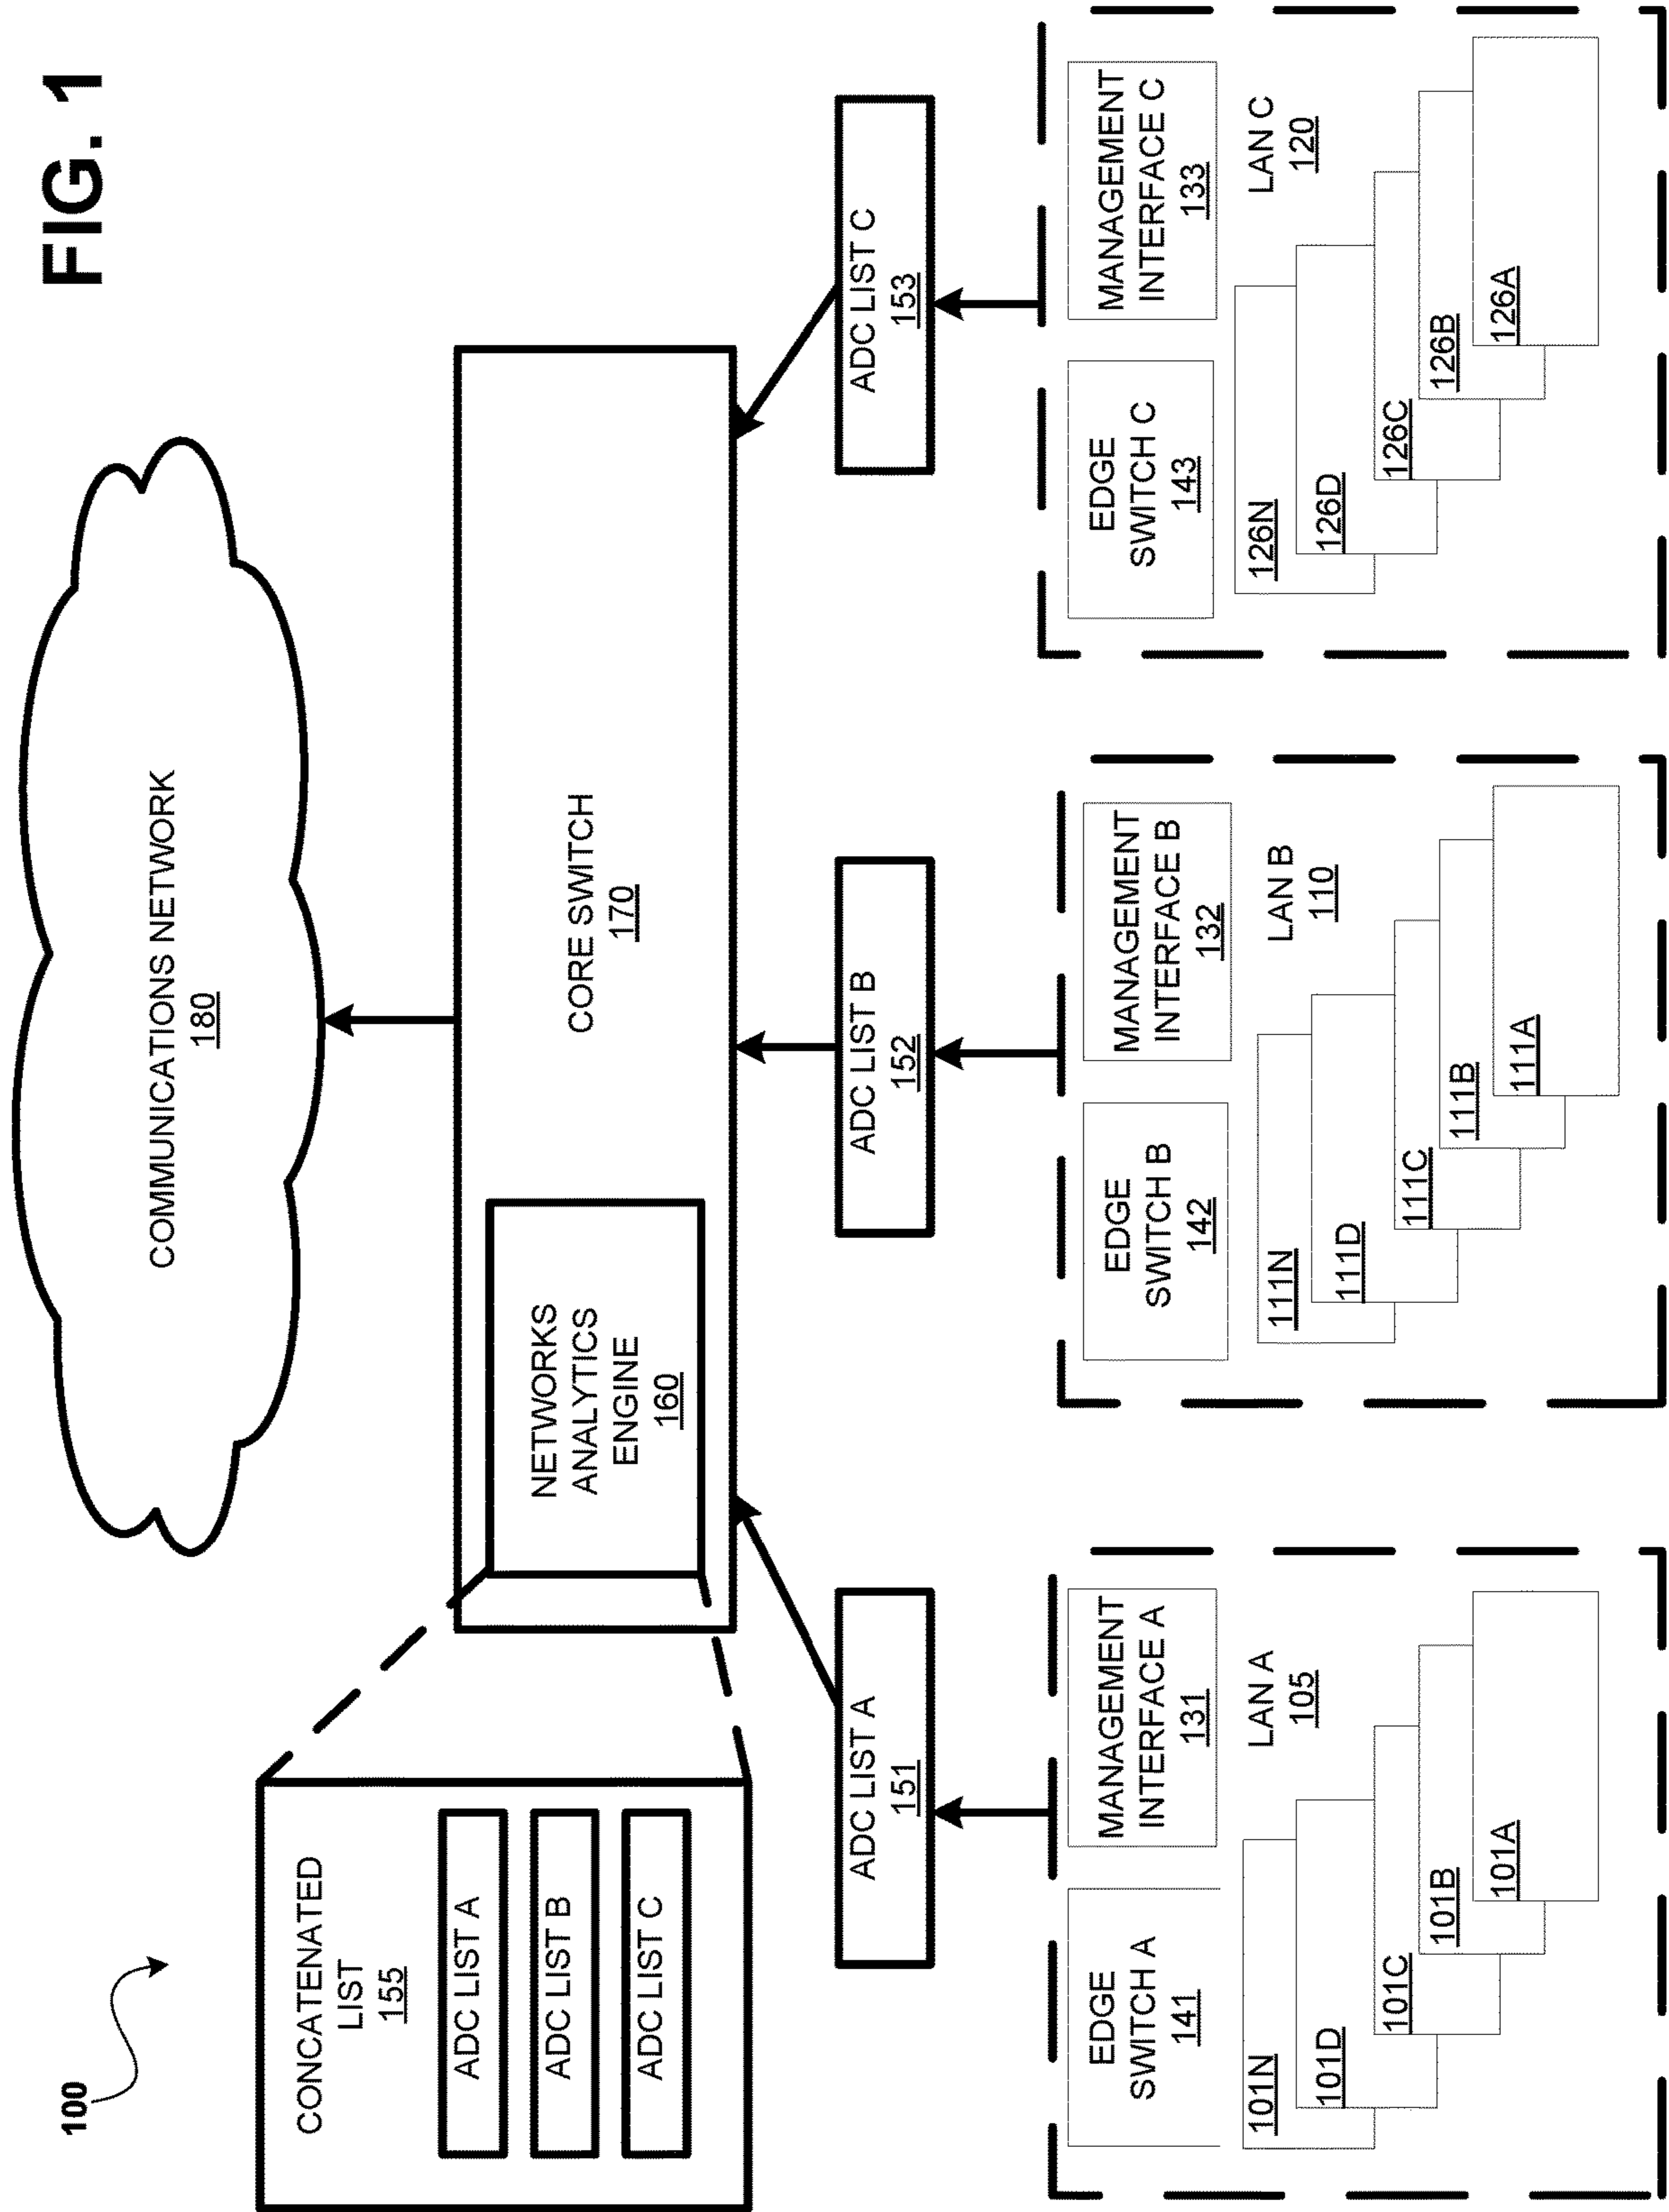 FIG. 1
100
COMMUNICATIONS NETWORK
180
CONCATENATED
LIST
155
ADC LIST A
ADC LIST B
ADC LIST C
CORE SWITCH
170
NETWORKS
ANALYTICS
ENGINE
160
ADC LIST A
151
ADC LIST B
152
ADC LIST C
153
EDGE
SWITCH A
141
MANAGEMENT
INTERFACE A
131
LAN A
105
101N
101D
101C
101B
101A
EDGE
SWITCH B
142
MANAGEMENT
INTERFACE B
132
LAN B
110
111N
111D
111C
111B
111A
EDGE
SWITCH C
143
MANAGEMENT
INTERFACE C
133
LAN C
120
126N
126D
126C
126B
126A